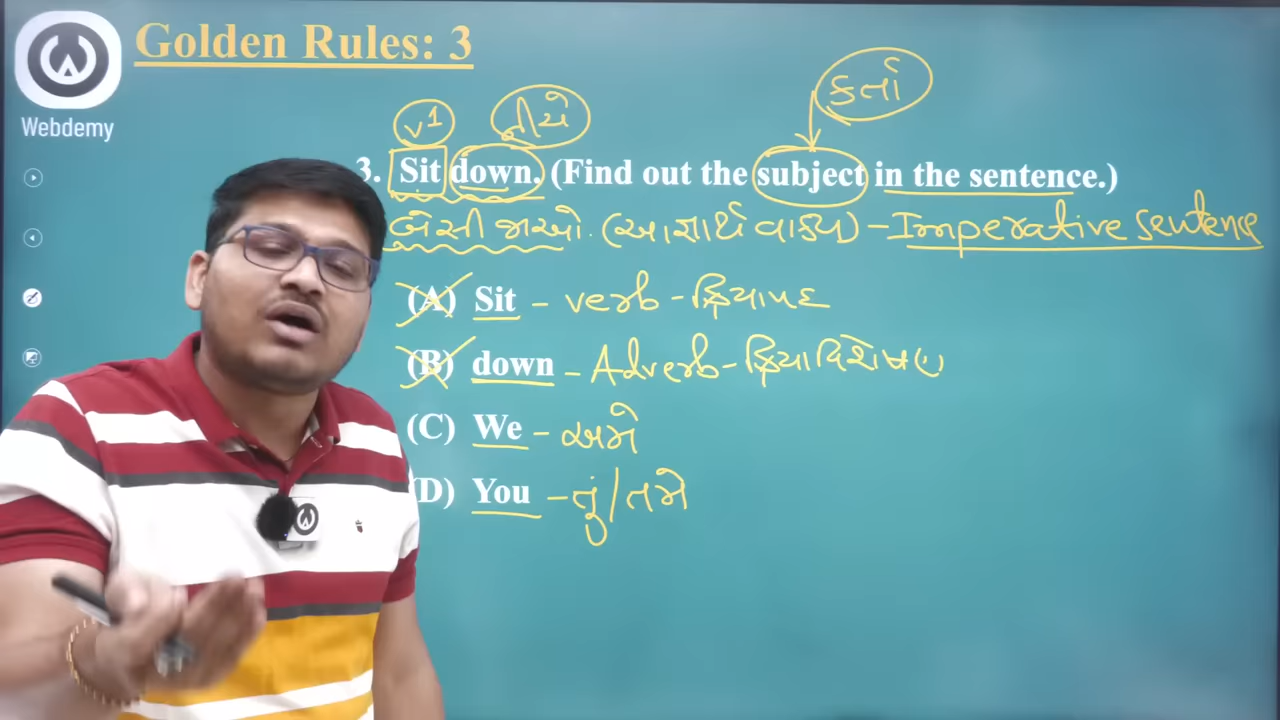 Golden Rules: 3
Webdemy
કર્તા
v1 નીચે
3. Sit down. (Find out the subject in the sentence.)
બેસી જાઓ. (આજ્ઞાર્થ વાક્ય) - Imperative sentence
(A) Sit - verb - ક્રિયાપદ
(B) down - Adverb - ક્રિયાવિશેષણ
(C) We - અમે
(D) You - તું/તમે